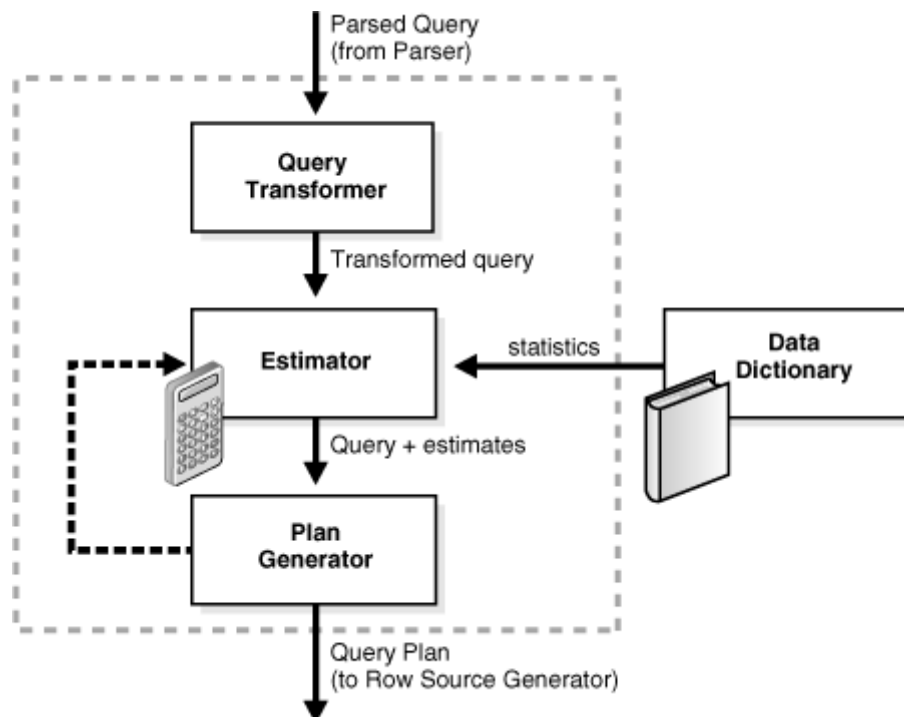 Parsed Query
(from Parser)
Query
Transformer
Transformed query
Estimator
statistics
Data
Dictionary
Query + estimates
Plan
Generator
Query Plan
(to Row Source Generator)